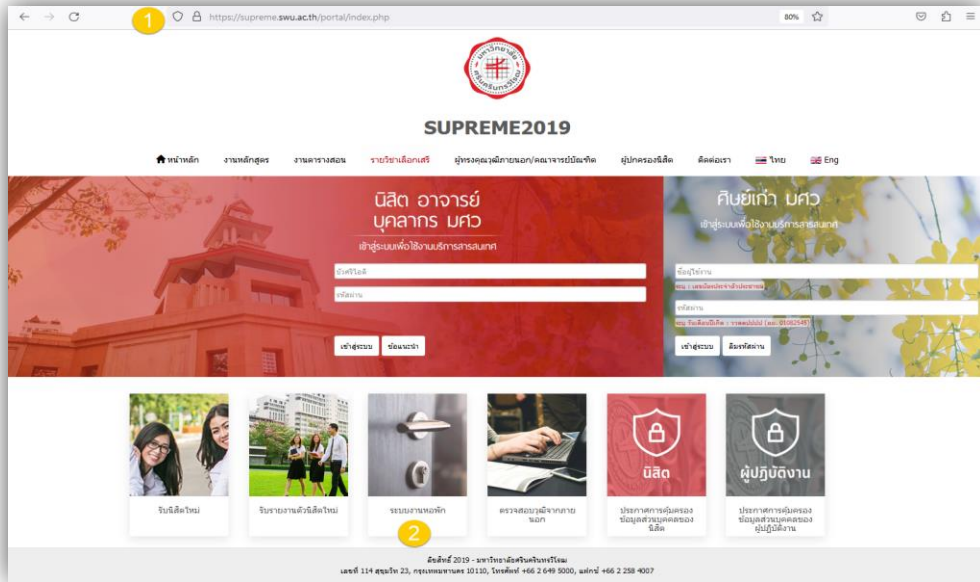 1
https://supreme.swu.ac.th/portal/index.php
80%
มหาวิทยาลัย
ศรีนครินทรวิโรฒ
SUPREME2019
หน้าหลัก งานหลักสูตร งานตารางสอน รายวิชาเลือกเสรี ผู้ทรงคุณวุฒิภายนอก/คณาจารย์บัณฑิต ผู้ปกครองนิสิต ติดต่อเรา ไทย Eng
นิสิต อาจารย์
บุคลากร มศว
เข้าสู่ระบบเพื่อใช้งานบริการสารสนเทศ
บัวศรีไอดี
รหัสผ่าน
เข้าสู่ระบบ ข้อแนะนำ
ศิษย์เก่า มศว
เข้าสู่ระบบเพื่อใช้งานบริการสารสนเทศ
ชื่อผู้ใช้งาน
รหัสผ่าน
เข้าสู่ระบบ ลืมรหัสผ่าน
นิสิต
ผู้ปฏิบัติงาน
รับนิสิตใหม่
รับรายงานตัวนิสิตใหม่
ระบบงานหอพัก
2
ตรวจสอบวุฒิจากภาย
นอก
ประกาศการคุ้มครอง
ข้อมูลส่วนบุคคลของ
นิสิต
ประกาศการคุ้มครอง
ข้อมูลส่วนบุคคลของ
ผู้ปฏิบัติงาน
ลิขสิทธิ์ 2019 - มหาวิทยาลัยศรีนครินทรวิโรฒ
เลขที่ 114 สุขุมวิท 23, กรุงเทพมหานคร 10110, โทรศัพท์ +66 2 649 5000, แฟกซ์ +66 2 258 4007